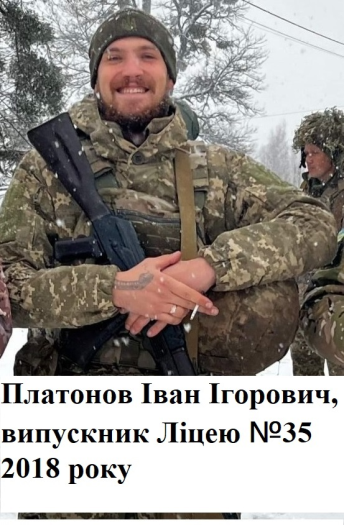 Платонов Іван Ігорович,
випускник Ліцею №35
2018 року